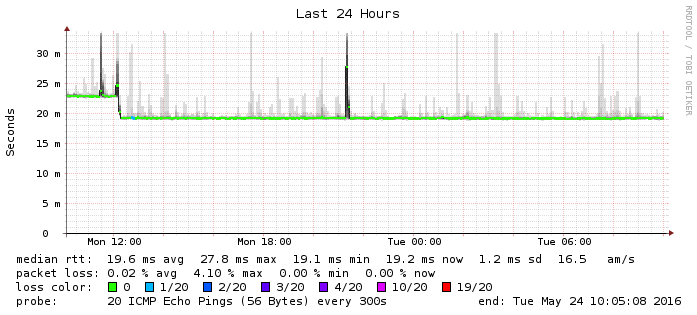 Last 24 Hours
RRDTOOL / TOBI OETIKER
Seconds
30 m
25 m
20 m
15 m
10 m
5 m
0
Mon 12:00 Mon 18:00 Tue 00:00 Tue 06:00
median rtt: 19.6 ms avg 27.8 ms max 19.1 ms min 19.2 ms now 1.2 ms sd 16.5 am/s
packet loss: 0.02 % avg 4.10 % max 0.00 % min 0.00 % now
loss color: 0 1/20 2/20 3/20 4/20 10/20 19/20
probe: 20 ICMP Echo Pings (56 Bytes) every 300s end: Tue May 24 10:05:08 2016